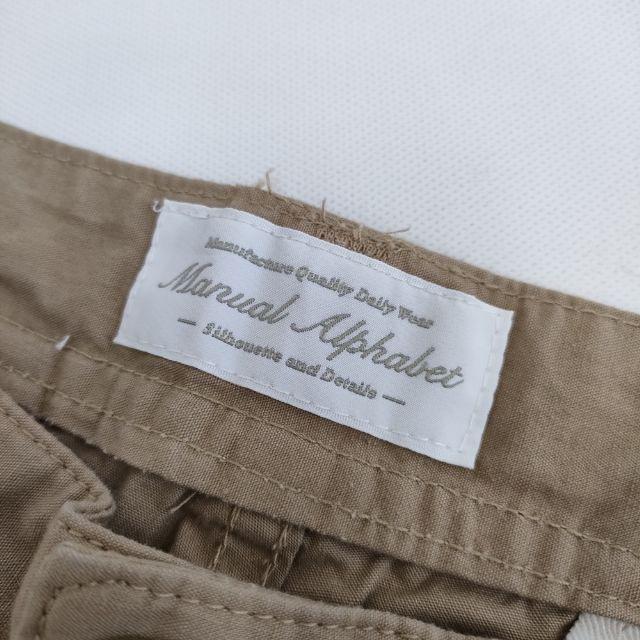 Manufacture Quality Daily Wear
Manual Alphabet
— Silhouette and Details —